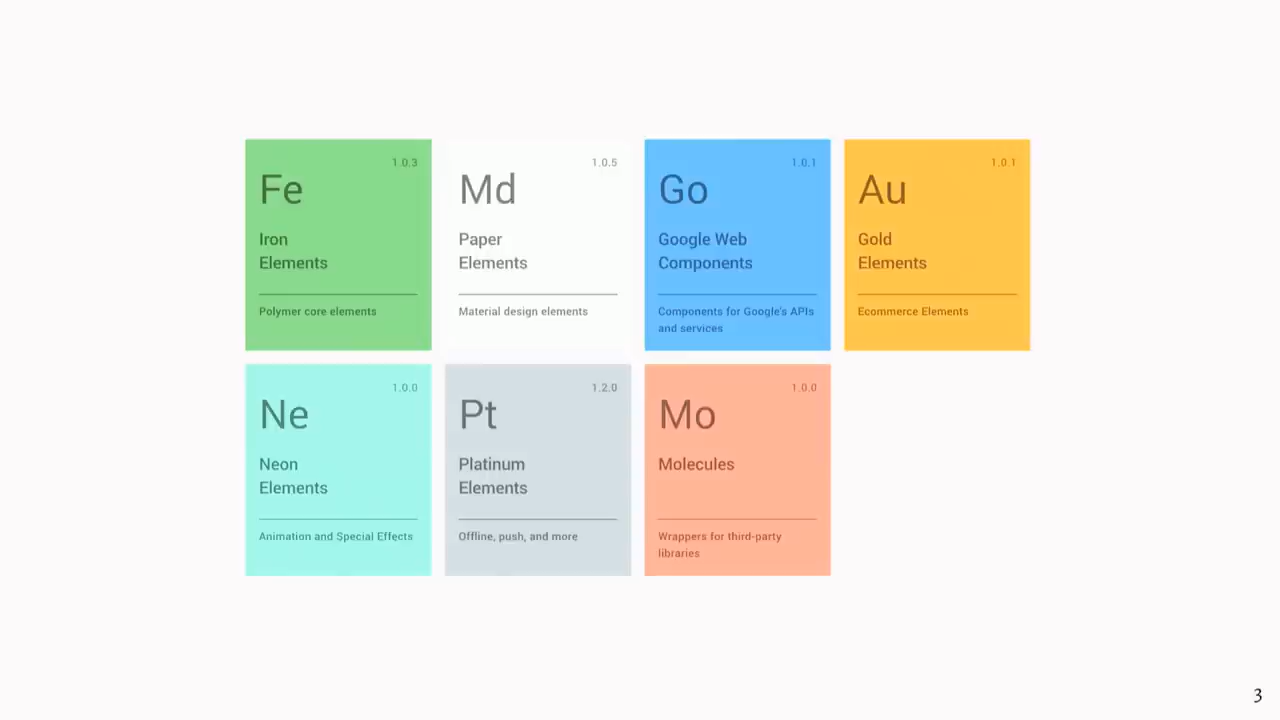 1.0.3
Fe
Iron
Elements
Polymer core elements
1.0.5
Md
Paper
Elements
Material design elements
1.0.1
Go
Google Web
Components
Components for Google's APIs
and services
1.0.1
Au
Gold
Elements
Ecommerce Elements
1.0.0
Ne
Neon
Elements
Animation and Special Effects
1.2.0
Pt
Platinum
Elements
Offline, push, and more
1.0.0
Mo
Molecules
Wrappers for third-party
libraries
3